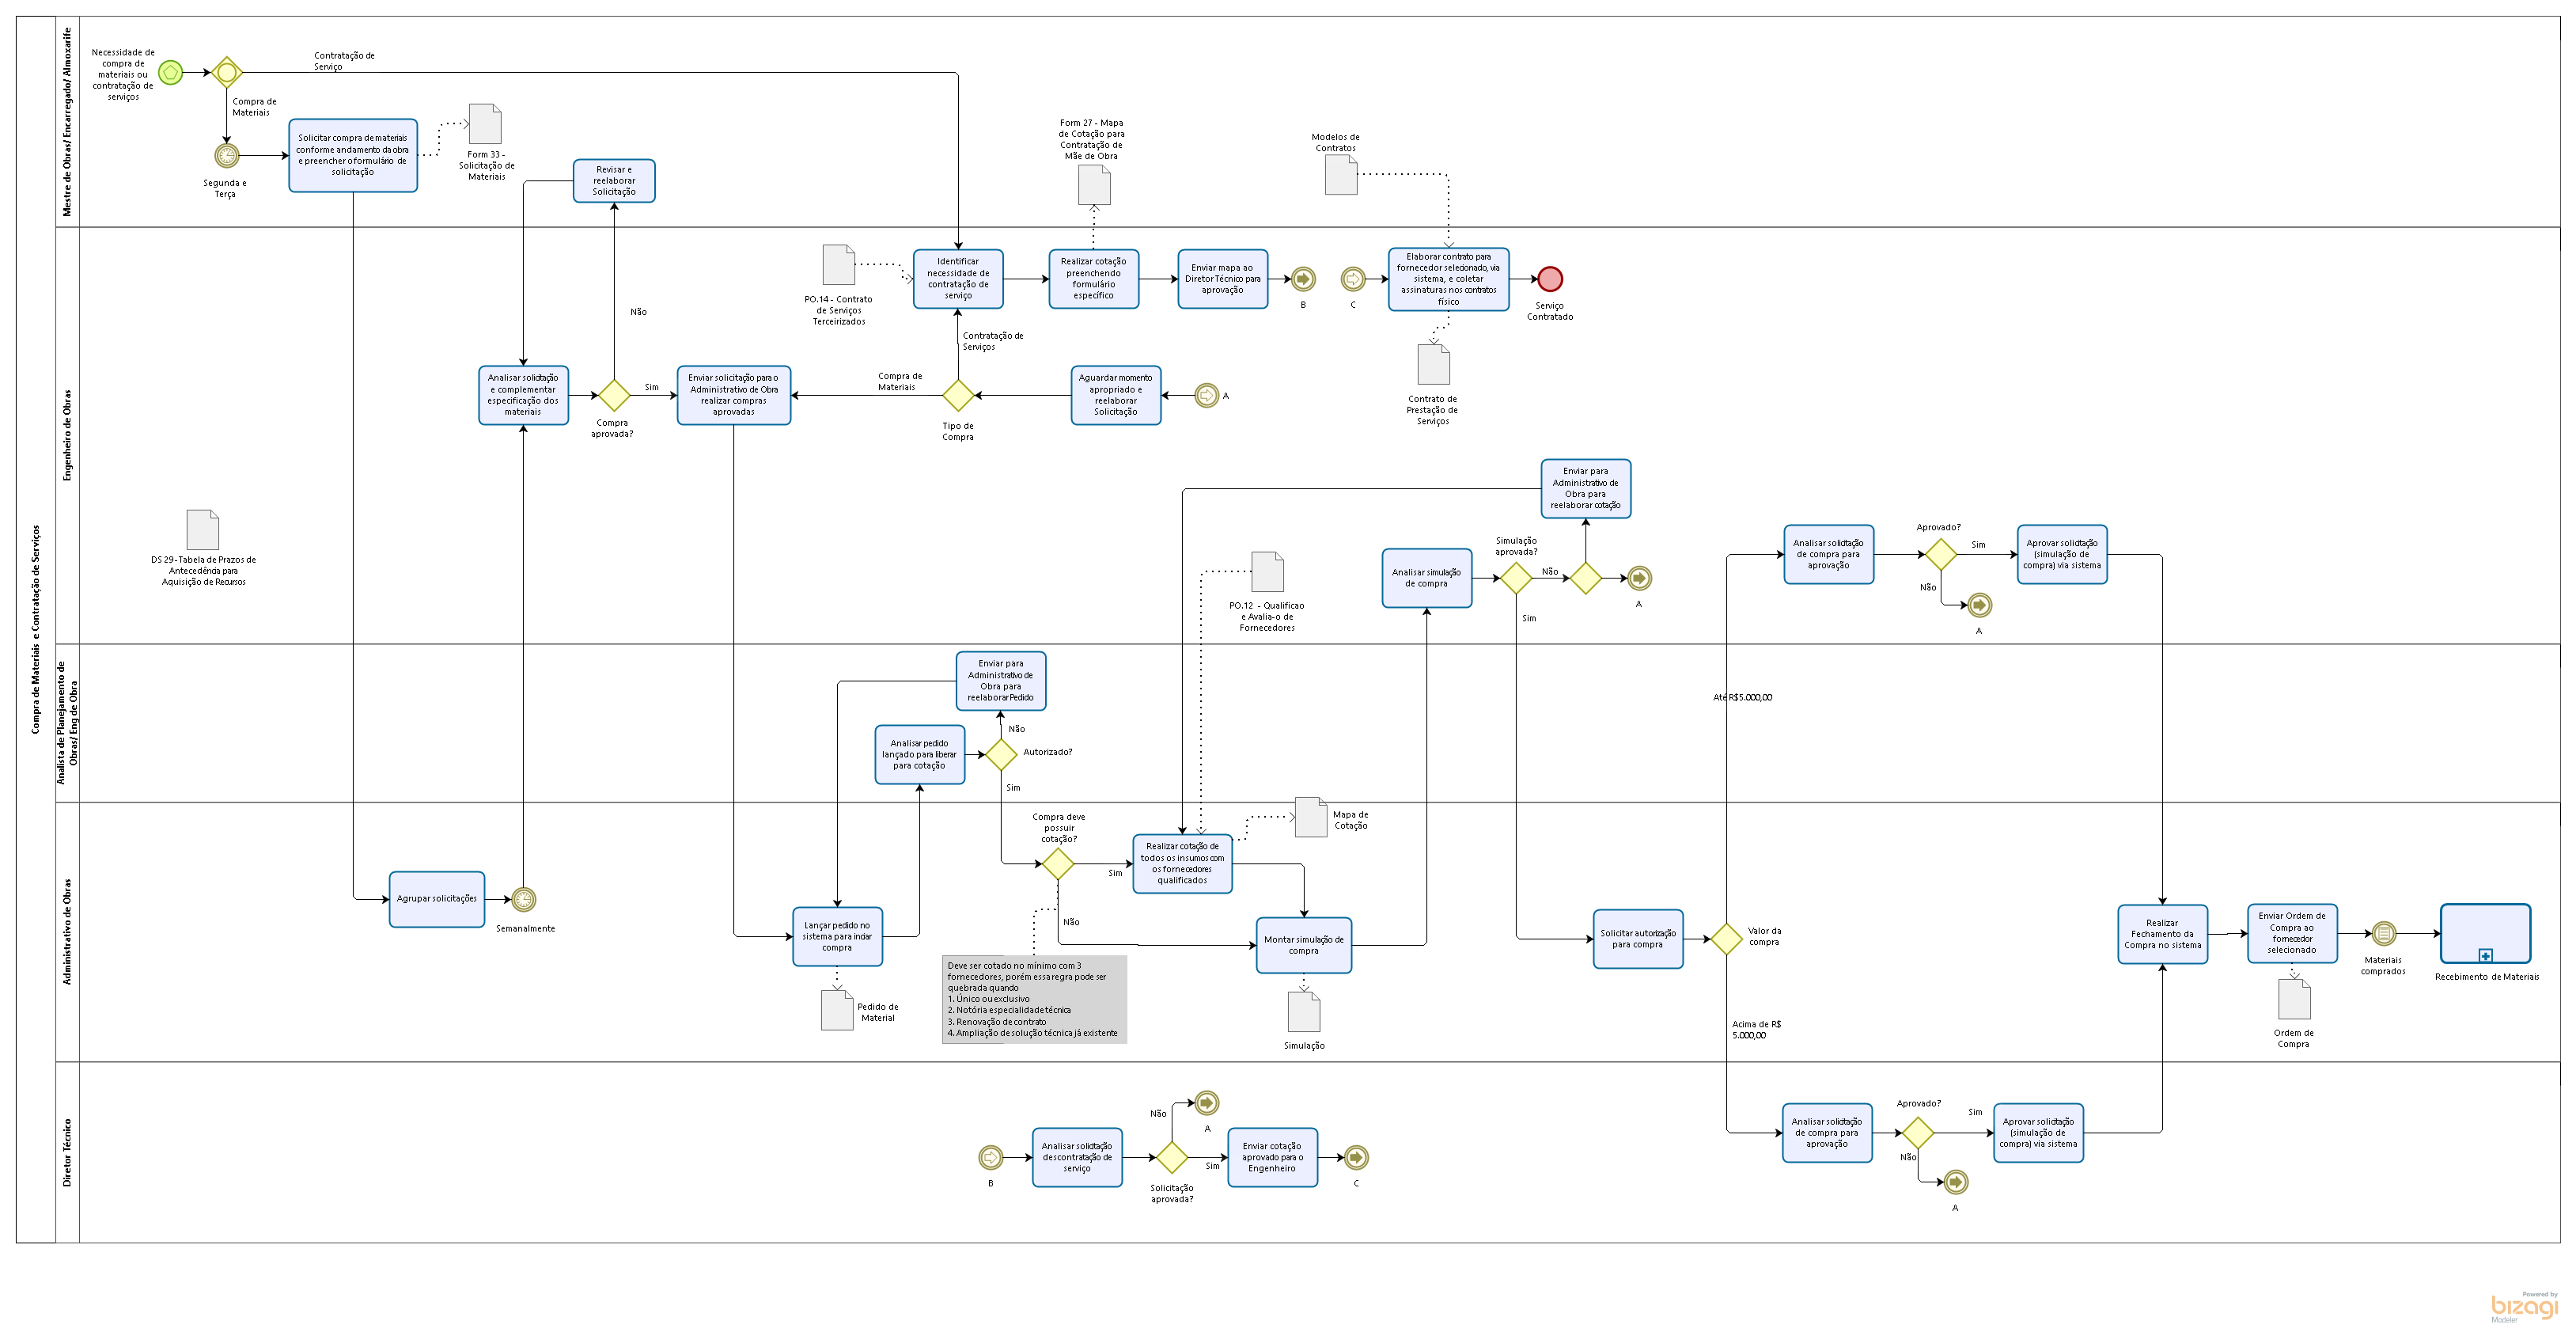 Compra de Materiais e Contratação de Serviços
Mestre de Obras/ Encarregado/ Almoxarife
Necessidade de
compra de
materiais ou
contratação de
serviços
Contratação de
Serviço
Compra de
Materiais
Segunda e
Terça
Solicitar compra de materiais
conforme andamento da obra
e preencher o formulário de
solicitação
Form 33 -
Solicitação de
Materiais
Revisar e
reelaborar
Solicitação
Form 27 - Mapa
de Cotação para
Contratação de
Mãe de Obra
Modelos de
Contratos
Engenheiro de Obras
PO.14 - Contrato
de Serviços
Terceirizados
Identificar
necessidade de
contratação de
serviço
Realizar cotação
preenchendo
formulário
específico
Enviar mapa ao
Diretor Técnico para
aprovação
B
C
Elaborar contrato para
fornecedor selecionado, via
sistema, e coletar
assinaturas nos contratos
físico
Serviço
Contratado
Contrato de
Prestação de
Serviços
Não
Analisar solicitação
e complementar
especificação dos
materiais
Compra
aprovada?
Sim
Enviar solicitação para o
Administrativo de Obra
realizar compras
aprovadas
Compra de
Materiais
Contratação de
Serviços
Tipo de
Compra
Aguardar momento
apropriado e
reelaborar
Solicitação
A
DS 29-Tabela de Prazos de
Antecedência para
Aquisição de Recursos
PO.12 - Qualificao
e Avalia-o de
Fornecedores
Analisar simulação
de compra
Simulação
aprovada?
Não
Sim
Enviar para
Administrativo de
Obra para
reelaborar cotação
A
Analisar solicitação
de compra para
aprovação
Aprovado?
Sim
Não
A
Aprovar solicitação
(simulação de
compra) via sistema
Analista de Planejamento de
Obras/ Eng de Obra
Enviar para
Administrativo de
Obra para
reelaborar Pedido
Não
Analisar pedido
lançado para liberar
para cotação
Autorizado?
Sim
Até R$5.000,00
Administrativo de Obras
Agrupar solicitações
Semanalmente
Lançar pedido no
sistema para iniciar
compra
Pedido de
Material
Compra deve
possuir
cotação?
Sim
Não
Realizar cotação de
todos os insumos com
os fornecedores
qualificados
Mapa de
Cotação
Deve ser cotado no mínimo com 3
fornecedores, porém essa regra pode ser
quebrada quando
1. Único ou exclusivo
2. Notória especialidade técnica
3. Renovação de contrato
4. Ampliação de solução técnica já existente
Montar simulação de
compra
Simulação
Solicitar autorização
para compra
Valor da
compra
Acima de R$
5.000,00
Realizar
Fechamento da
Compra no sistema
Enviar Ordem de
Compra ao
fornecedor
selecionado
Ordem de
Compra
Materiais
comprados
Recebimento de Materiais
Diretor Técnico
B
Analisar solicitação
descontratação de
serviço
Solicitação
aprovada?
Não
A
Sim
Enviar cotação
aprovado para o
Engenheiro
C
Analisar solicitação
de compra para
aprovação
Aprovado?
Sim
Não
A
Aprovar solicitação
(simulação de
compra) via sistema
Powered by
bizagi
Modeler